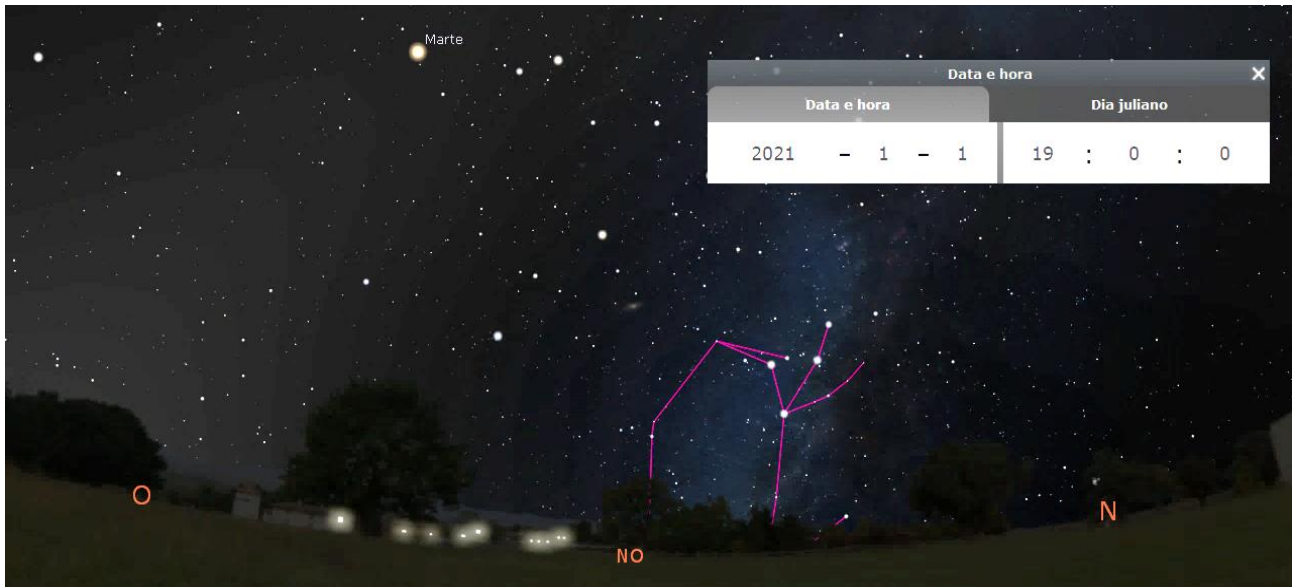 Marte
Data e hora
Data e hora Dia juliano
2021 - 1 - 1 19 : 0 : 0
O
N
NO